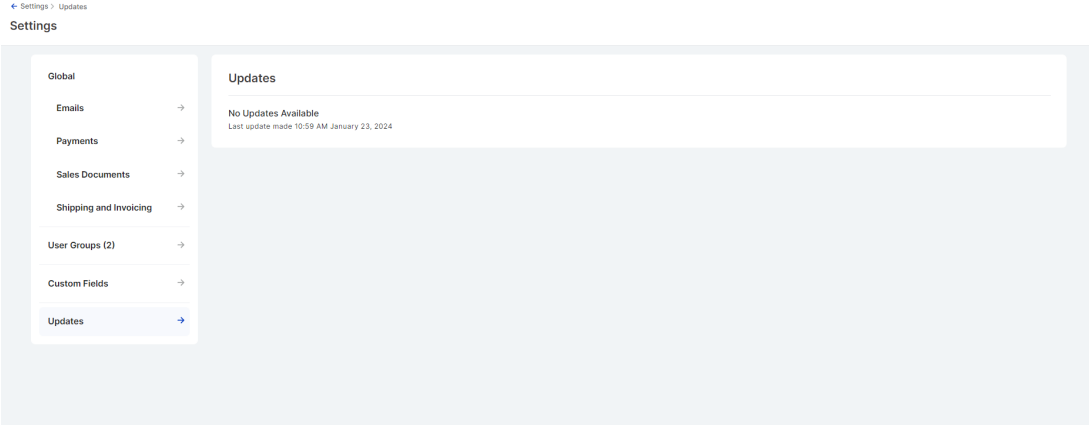 Settings > Updates
Settings
Global
Emails
Payments
Sales Documents
Shipping and Invoicing
User Groups (2)
Custom Fields
Updates
Updates
No Updates Available
Last update made 10:59 AM January 23, 2024